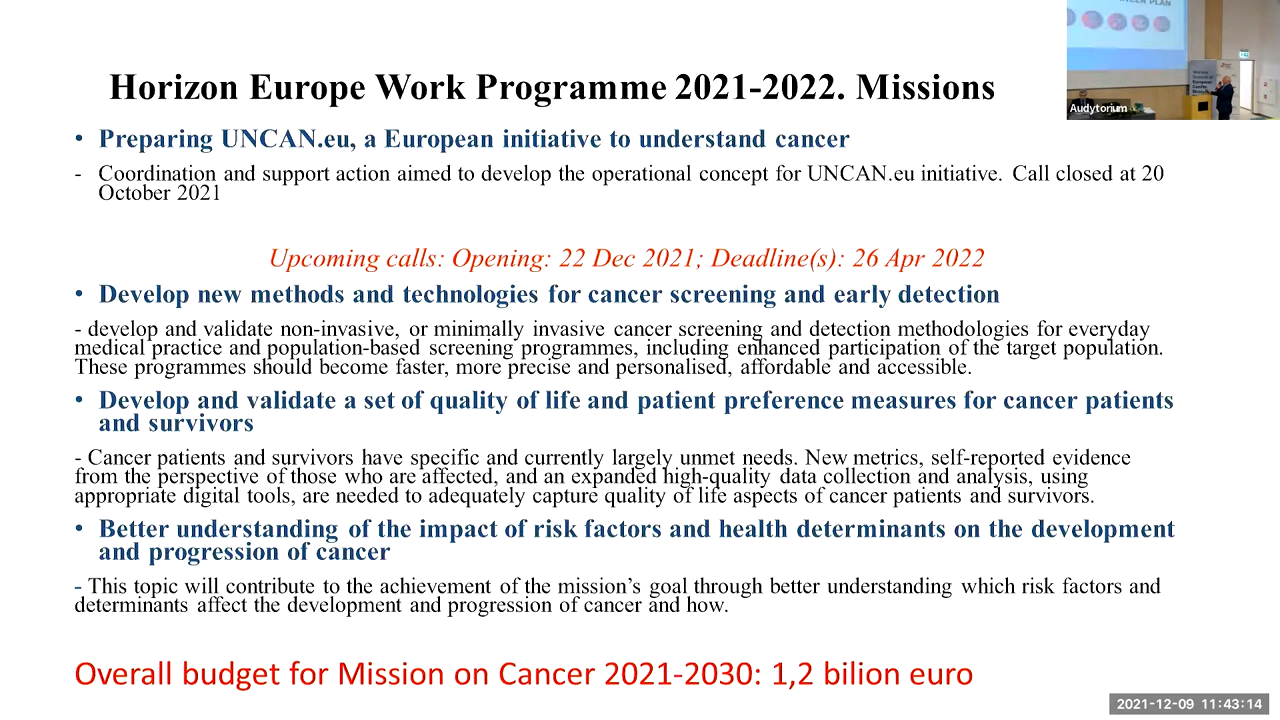 CANCER PLAN
Audytorium
Horizon Europe Work Programme 2021-2022. Missions
• Preparing UNCAN.eu, a European initiative to understand cancer
- Coordination and support action aimed to develop the operational concept for UNCAN.eu initiative. Call closed at 20
October 2021
Upcoming calls: Opening: 22 Dec 2021; Deadline(s): 26 Apr 2022
• Develop new methods and technologies for cancer screening and early detection
- develop and validate non-invasive, or minimally invasive cancer screening and detection methodologies for everyday
medical practice and population-based screening programmes, including enhanced participation of the target population.
These programmes should become faster, more precise and personalised, affordable and accessible.
• Develop and validate a set of quality of life and patient preference measures for cancer patients
and survivors
- Cancer patients and survivors have specific and currently largely unmet needs. New metrics, self-reported evidence
from the perspective of those who are affected, and an expanded high-quality data collection and analysis, using
appropriate digital tools, are needed to adequately capture quality of life aspects of cancer patients and survivors.
• Better understanding of the impact of risk factors and health determinants on the development
and progression of cancer
- This topic will contribute to the achievement of the mission’s goal through better understanding which risk factors and
determinants affect the development and progression of cancer and how.
Overall budget for Mission on Cancer 2021-2030: 1,2 bilion euro
2021-12-09 11:43:14